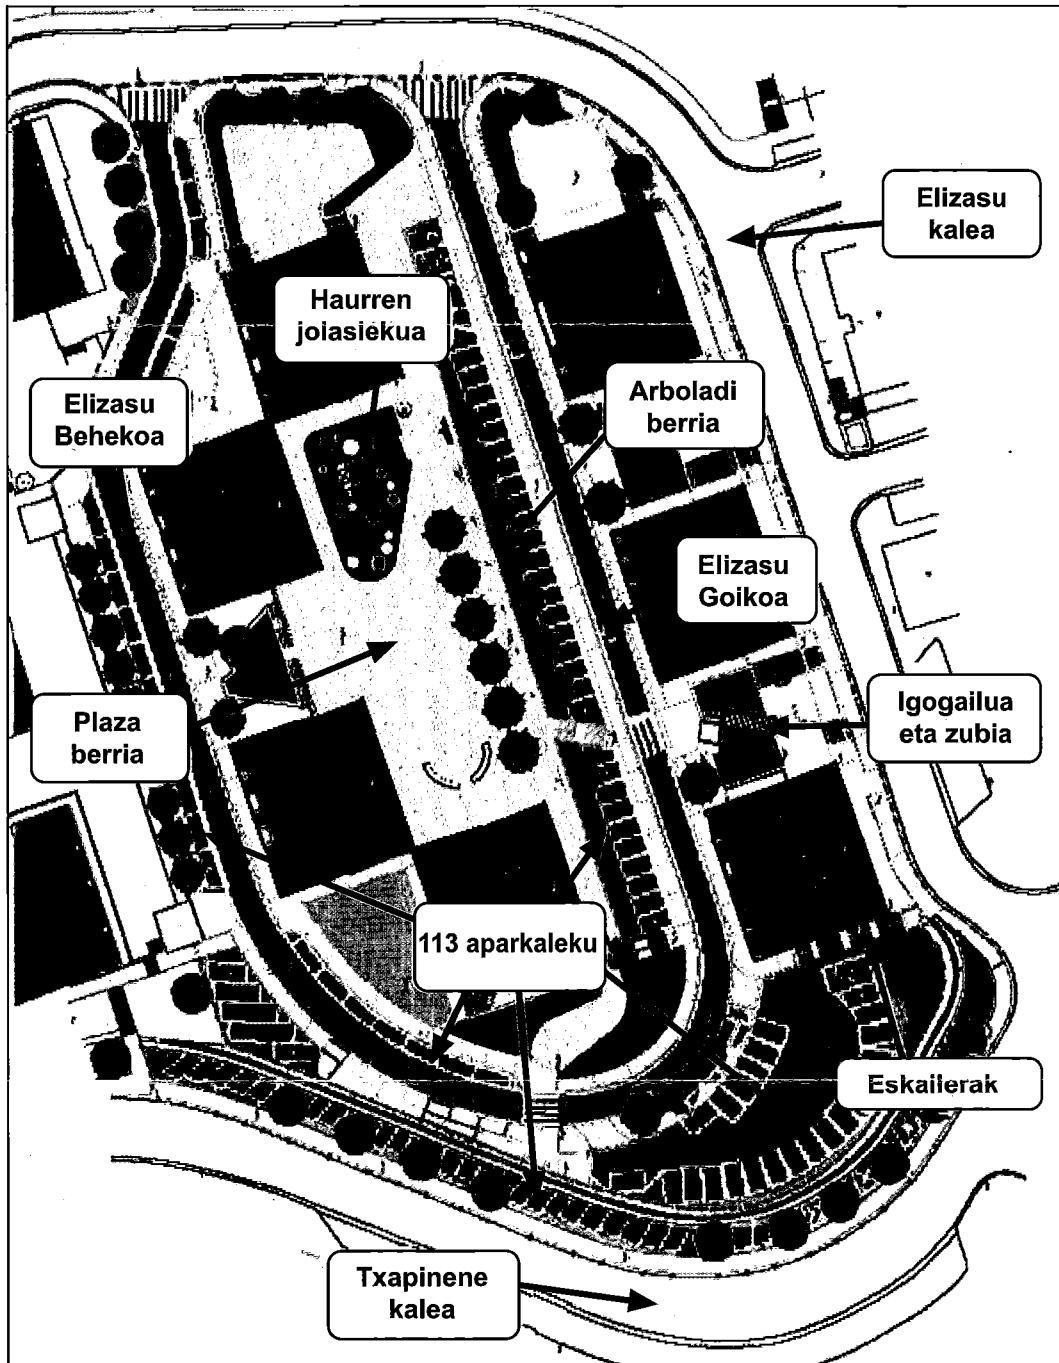 Elizasu
kalea
Haurren
jolaslekua
Arboladi
berria
Elizasu
Behekoa
Elizasu
Goikoa
Igogailua
eta zubia
Plaza
berria
113 aparkaleku
Eskailerak
Txapinene
kalea